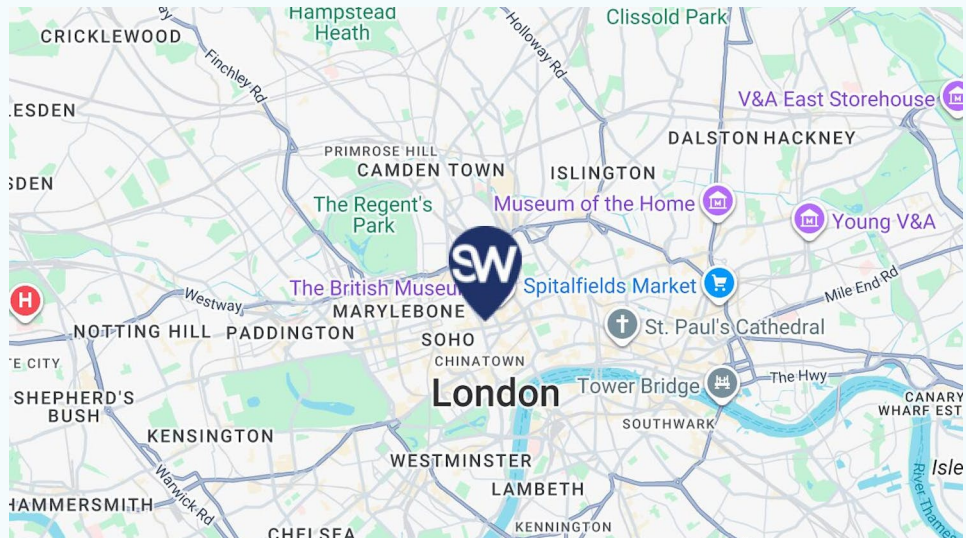 Hampstead
Heath
Clissold Park
CRICKLEWOOD
Finchley Rd
Holloway Rd
LESDEN
V&A East Storehouse
DALSTON
HACKNEY
PRIMROSE HILL
CAMDEN TOWN
ISLINGTON
SDEN
The Regent's
Park
Museum of the Home
Young V&A
SW
The British Museu
Spitalfields Market
Mile End Rd
H
Westway
MARYLEBONE
NOTTING HILL
PADDINGTON
SOHO
St. Paul's Cathedral
CHINATOWN
TE CITY
London
Tower Bridge
The Hwy
SHEPHERD'S
BUSH
CANARY
WHARF EST
SOUTHWARK
KENSINGTON
WESTMINSTER
Isle
LAMBETH
Warwick Rd
River Thames
HAMMERSMITH
CHELSEA
KENNINGTON